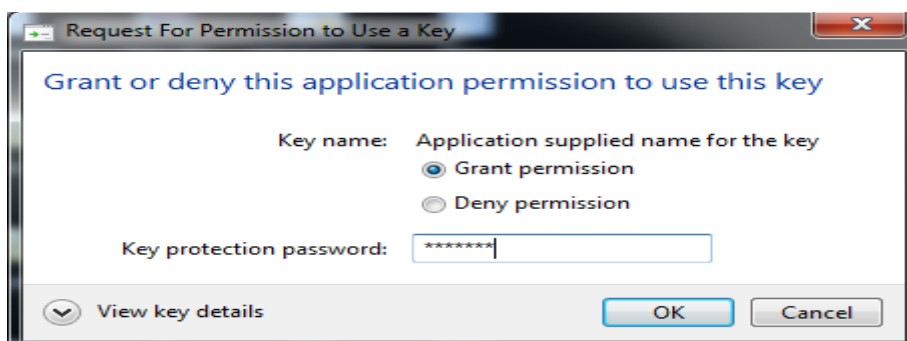 Request For Permission to Use a Key
Grant or deny this application permission to use this key
Key name: Application supplied name for the key
Grant permission
Deny permission
Key protection password: *******
View key details OK Cancel